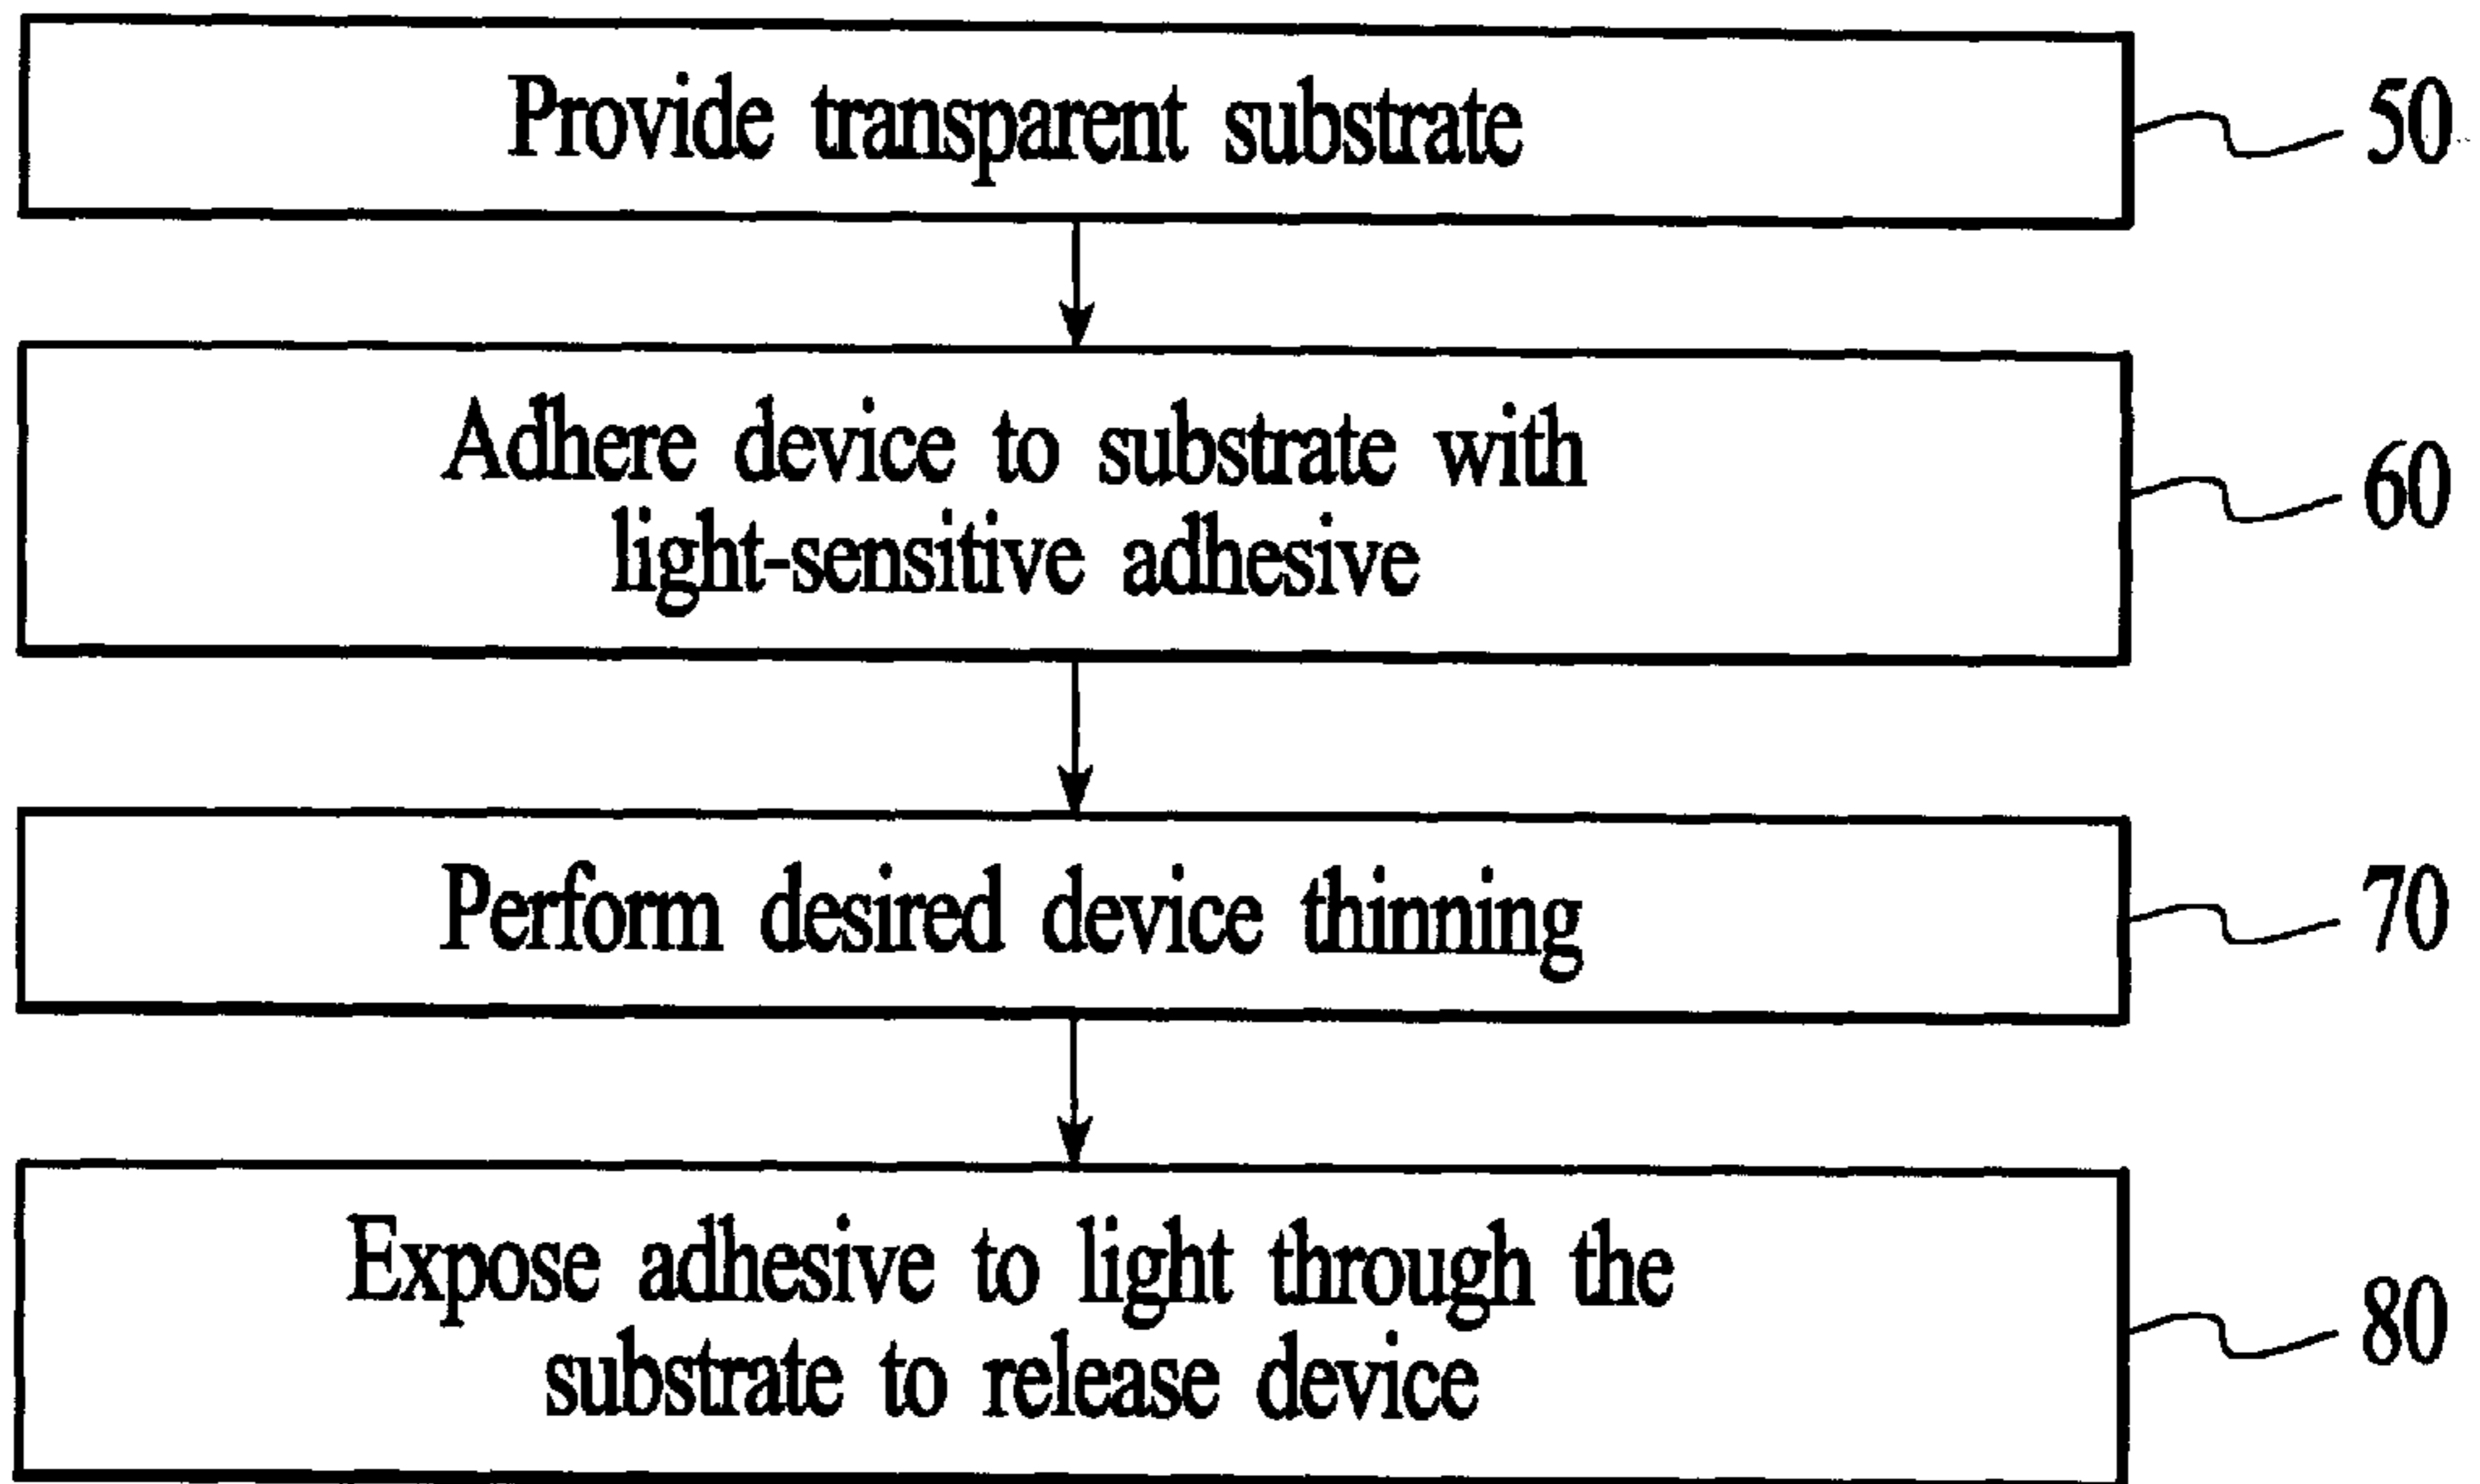 Provide transparent substrate
50
Adhere device to substrate with
light-sensitive adhesive
60
Perform desired device thinning
70
Expose adhesive to light through the
substrate to release device
80